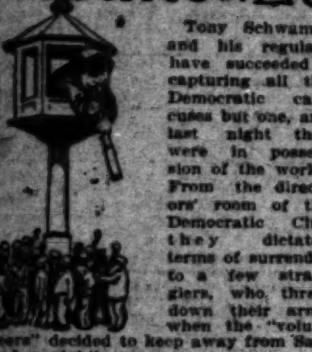 Tony Schwam
and his regula
have succeeded
capturing all t
Democratic ca
cuses but one, a
last night th
were in posse
sion of the worl
From the direc
ors' room of t
Democratic Cl
they dictat
terms of surrend
to a few stra
glers, who thre
down their arm
when the "volu
eers" decided to keep away from Sa